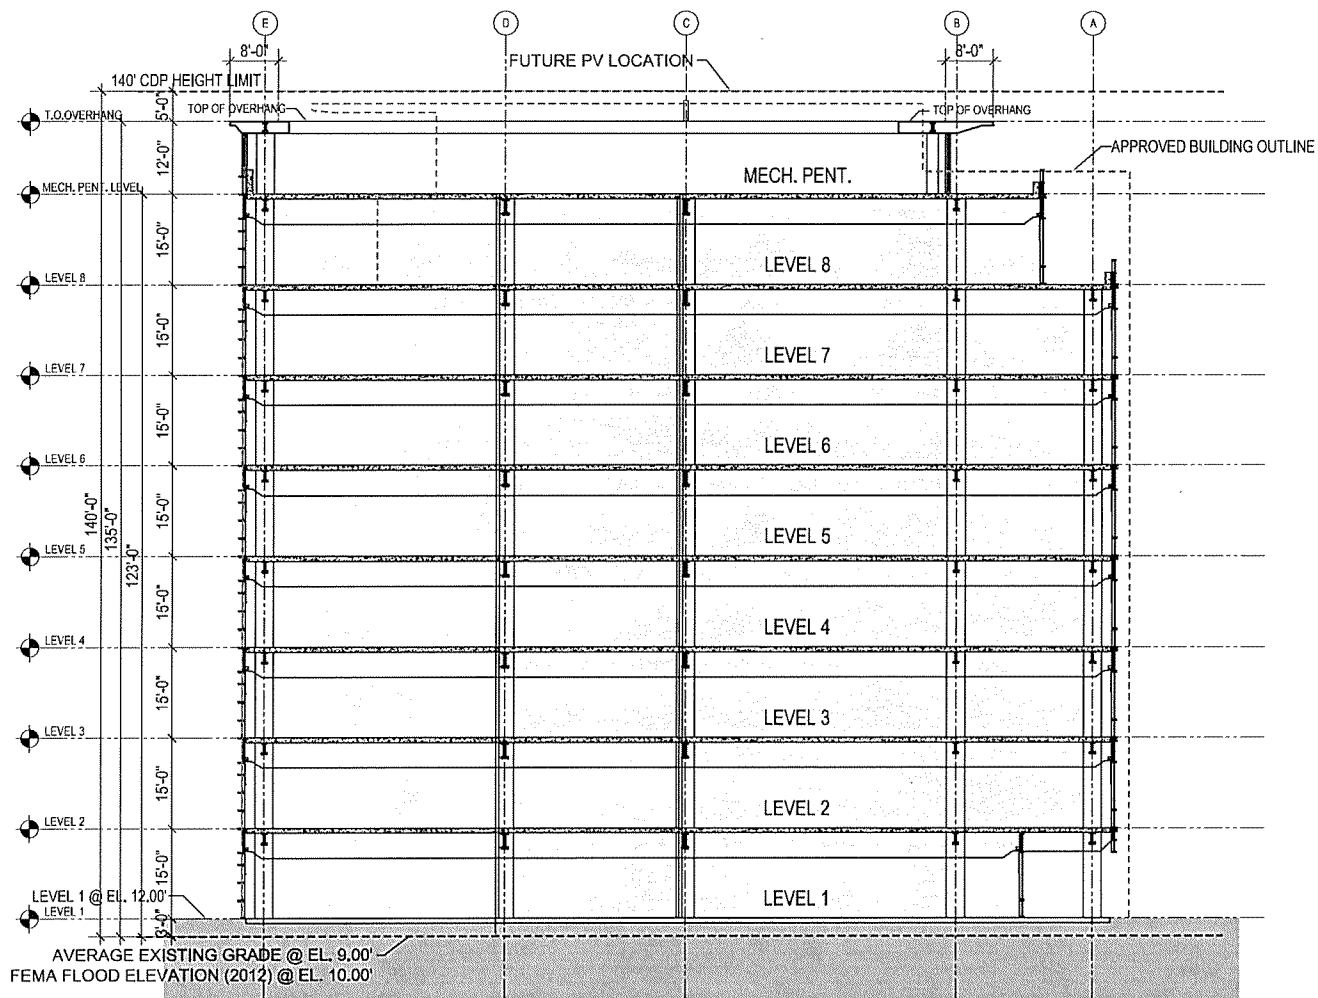 E D C B A
8'-0" 8'-0"
FUTURE PV LOCATION
140' CDP HEIGHT LIMIT
5'-0"
T.O.OVERHANG
TOP OF OVERHANG
TOP OF OVERHANG
APPROVED BUILDING OUTLINE
12'-0"
MECH. PENT.
MECH. PENT. LEVEL
15'-0"
LEVEL 8
LEVEL 8
15'-0"
LEVEL 7
LEVEL 7
15'-0"
LEVEL 6
LEVEL 6
140'-0"
135'-0"
123'-0"
15'-0"
LEVEL 5
LEVEL 5
15'-0"
LEVEL 4
LEVEL 4
15'-0"
LEVEL 3
LEVEL 3
15'-0"
LEVEL 2
LEVEL 2
15'-0"
LEVEL 1
LEVEL 1 @ EL. 12.00'
LEVEL 1
3'-0"
AVERAGE EXISTING GRADE @ EL. 9.00'
FEMA FLOOD ELEVATION (2012) @ EL. 10.00'